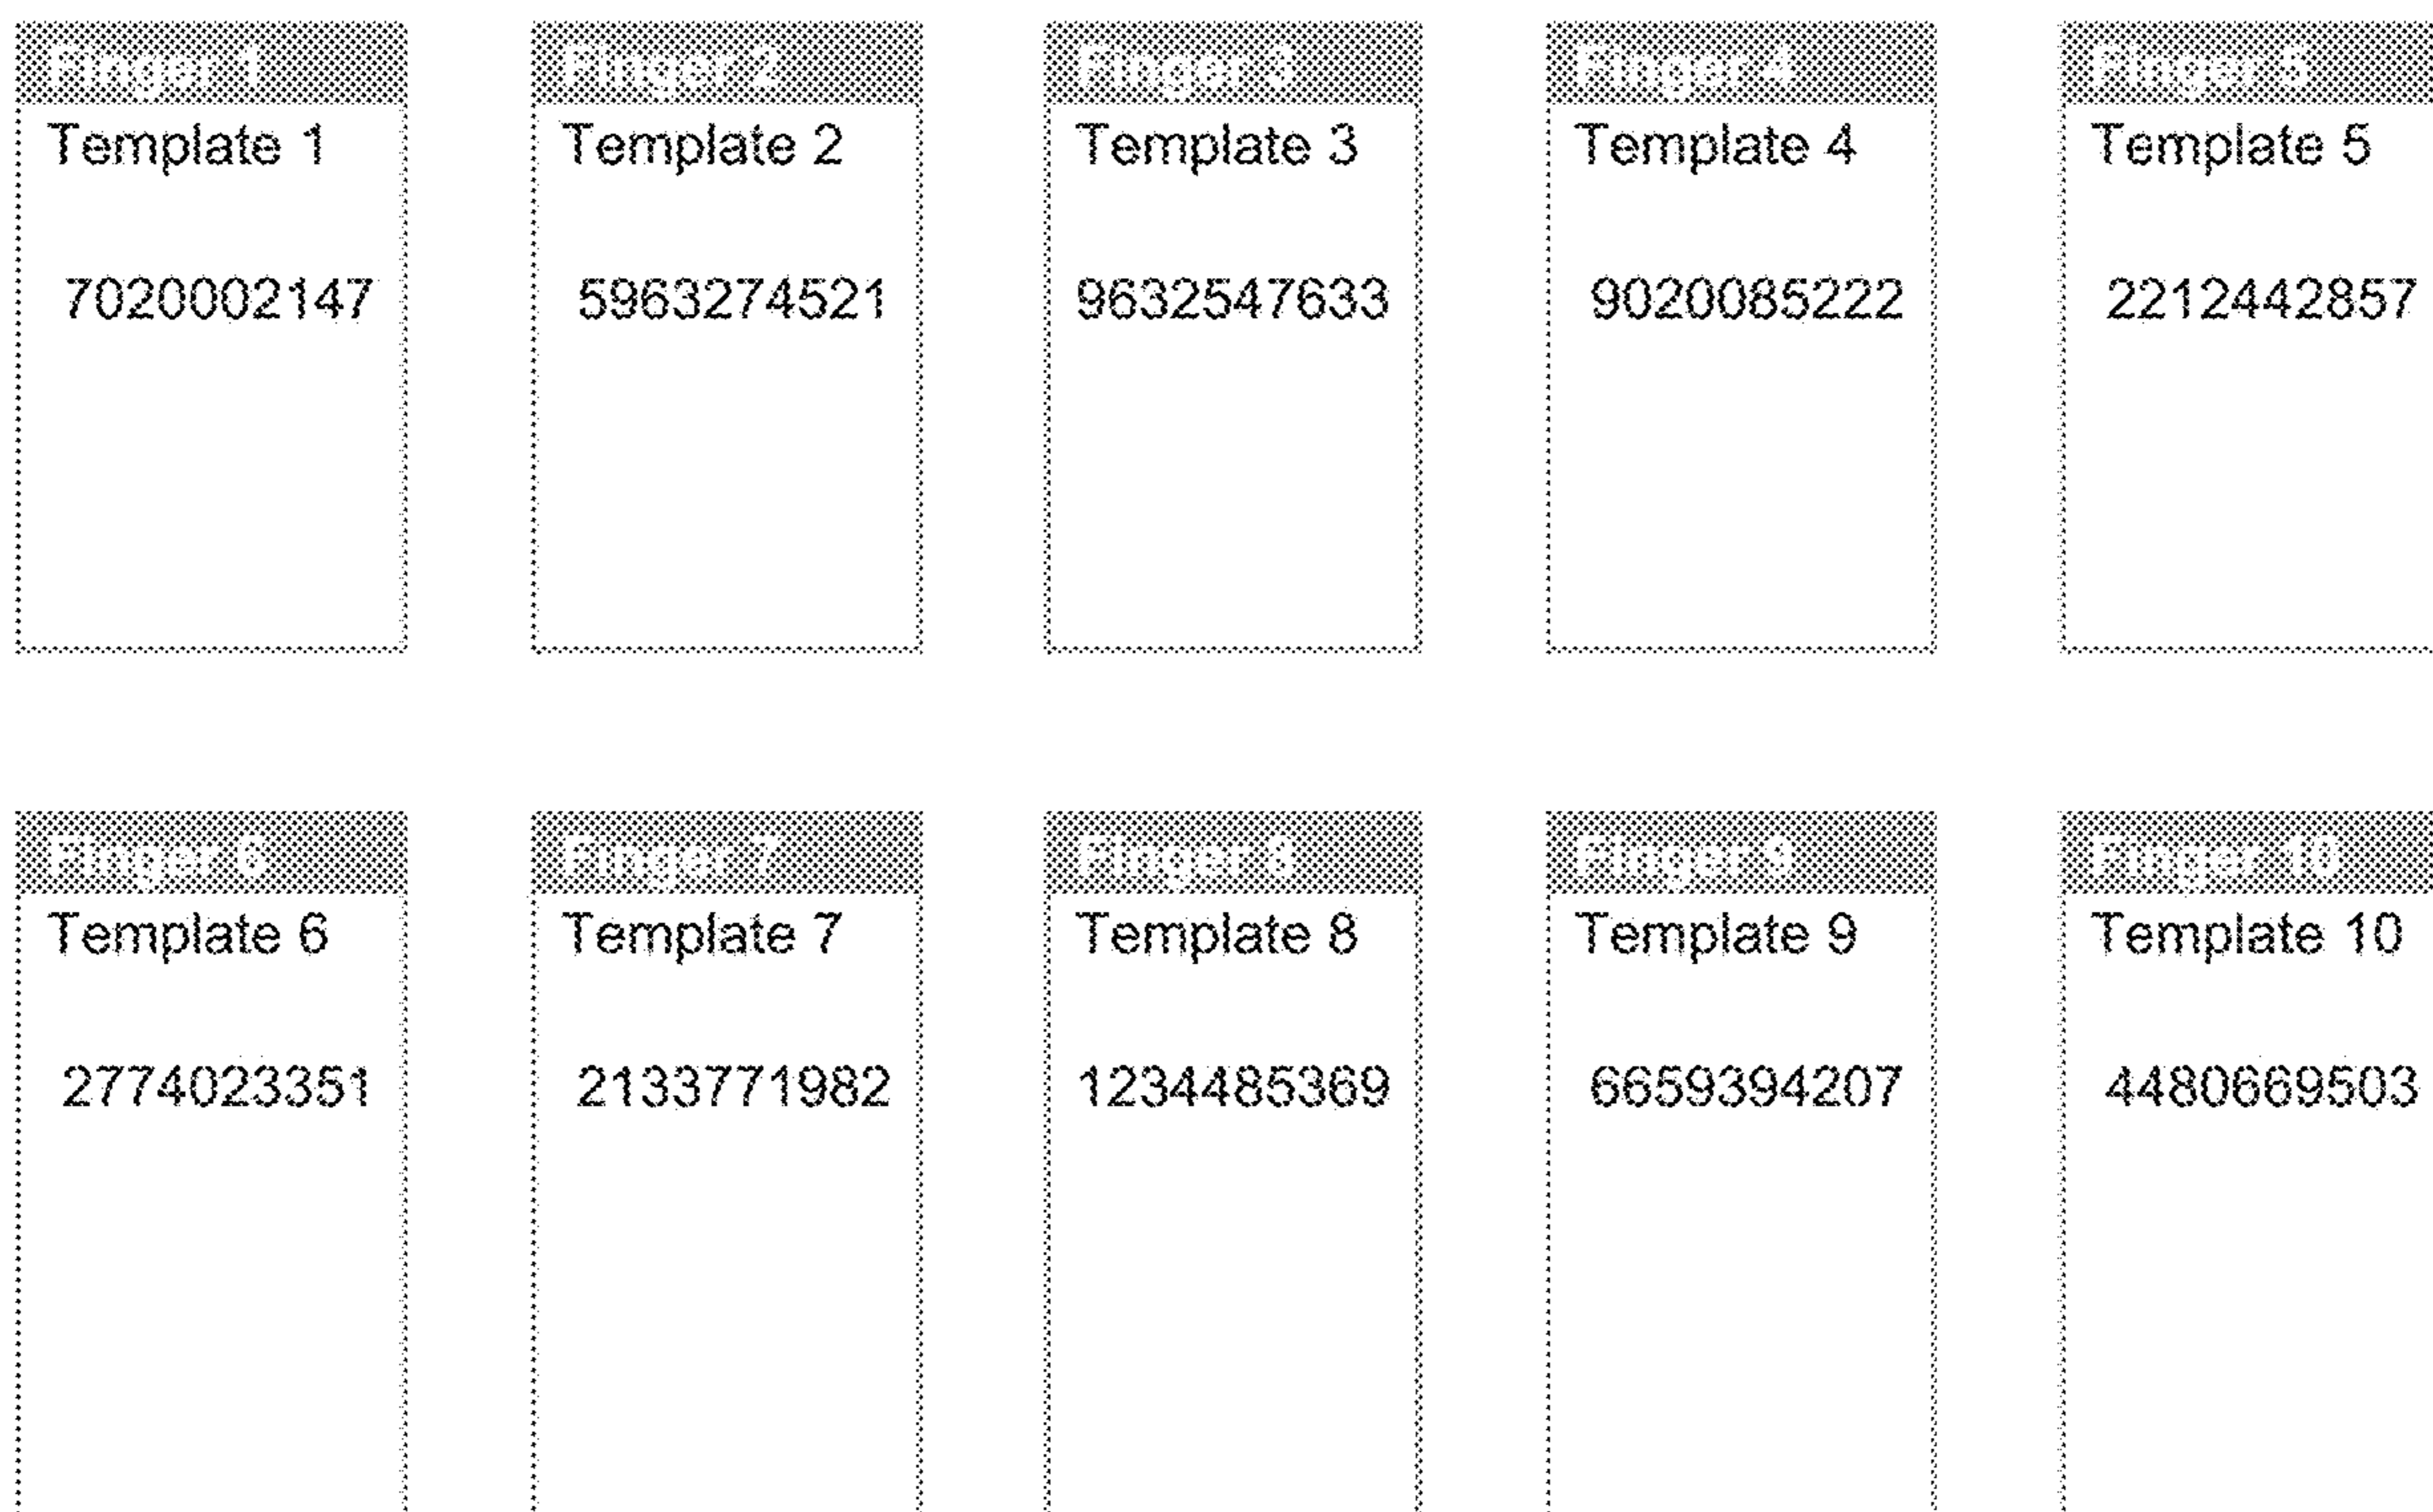 Finger 1
Template 1
7020002147
Finger 2
Template 2
5963274521
Finger 3
Template 3
9632547633
Finger 4
Template 4
9020085222
Finger 5
Template 5
2212442857
Finger 6
Template 6
2774023351
Finger 7
Template 7
2133771982
Finger 8
Template 8
1234485369
Finger 9
Template 9
6659394207
Finger 10
Template 10
4480669503